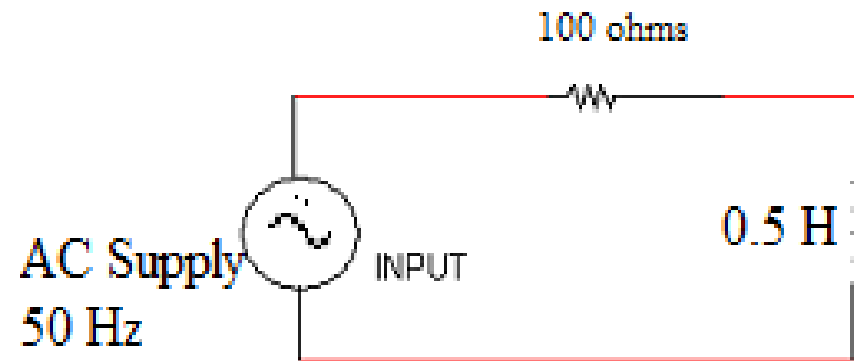 100 ohms
0.5 H
AC Supply
INPUT
50 Hz